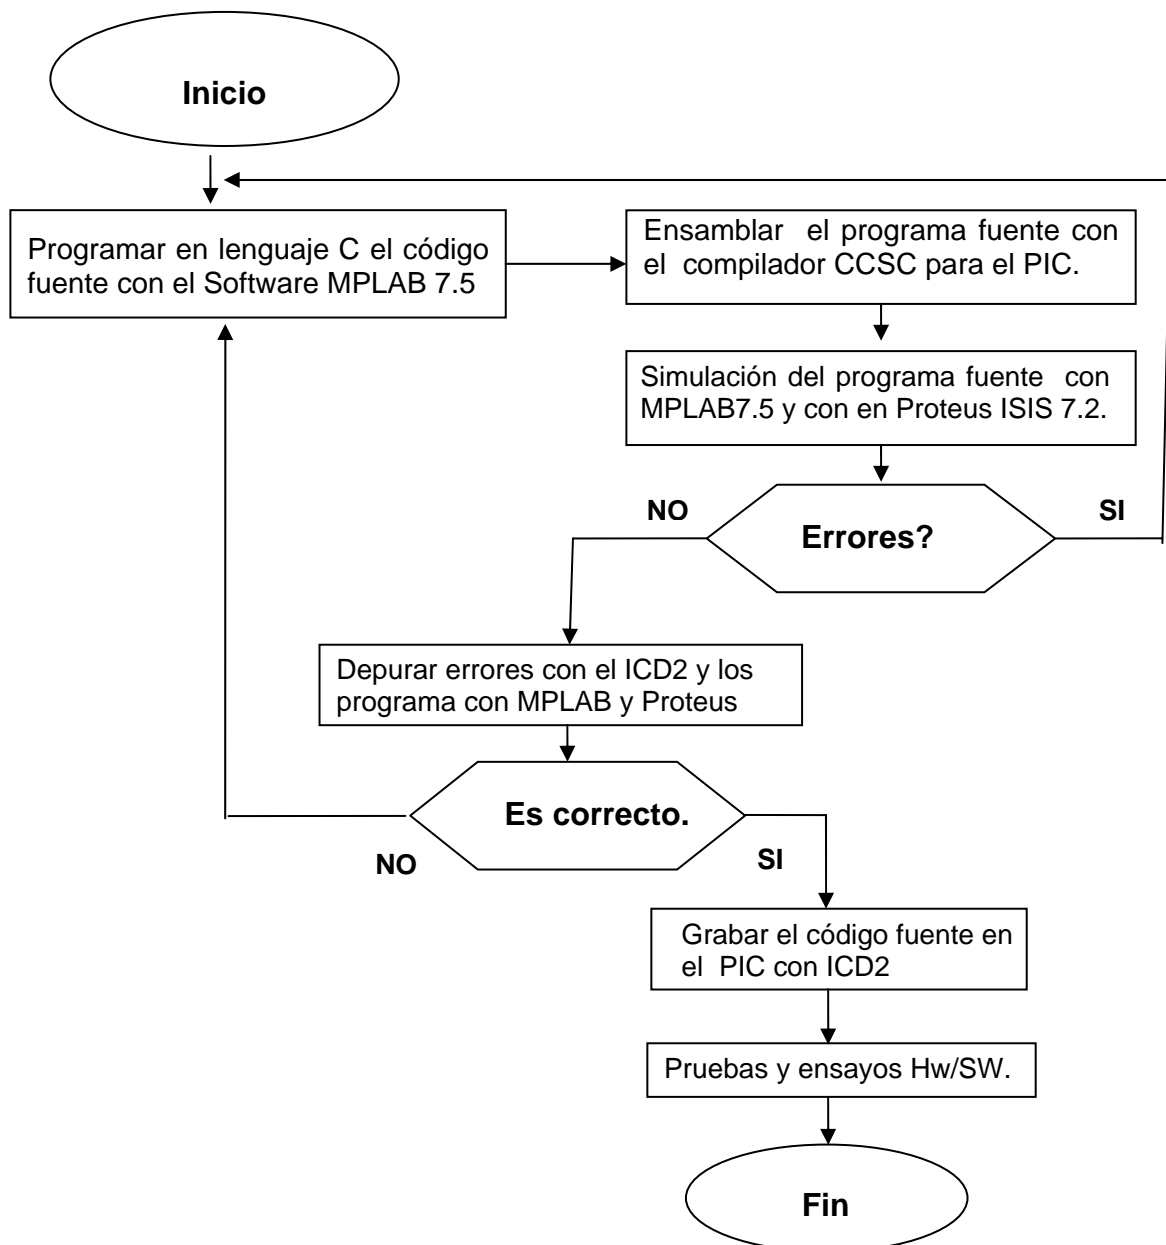 Inicio
Programar en lenguaje C el código
fuente con el Software MPLAB 7.5
Ensamblar el programa fuente con
el compilador CCSC para el PIC.
Simulación del programa fuente con
MPLAB7.5 y con en Proteus ISIS 7.2.
NO
Errores?
SI
Depurar errores con el ICD2 y los
programa con MPLAB y Proteus
Es correcto.
NO
SI
Grabar el código fuente en
el PIC con ICD2
Pruebas y ensayos Hw/SW.
Fin